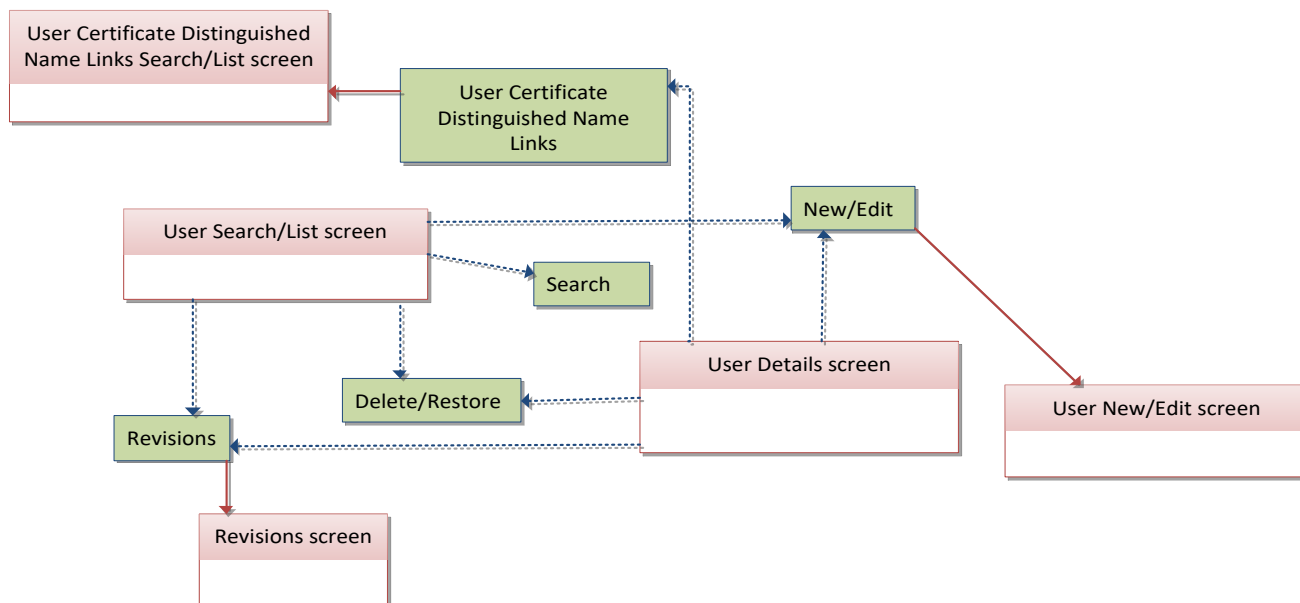 User Certificate Distinguished
Name Links Search/List screen
User Certificate
Distinguished Name
Links
New/Edit
User Search/List screen
Search
User Details screen
Delete/Restore
User New/Edit screen
Revisions
Revisions screen